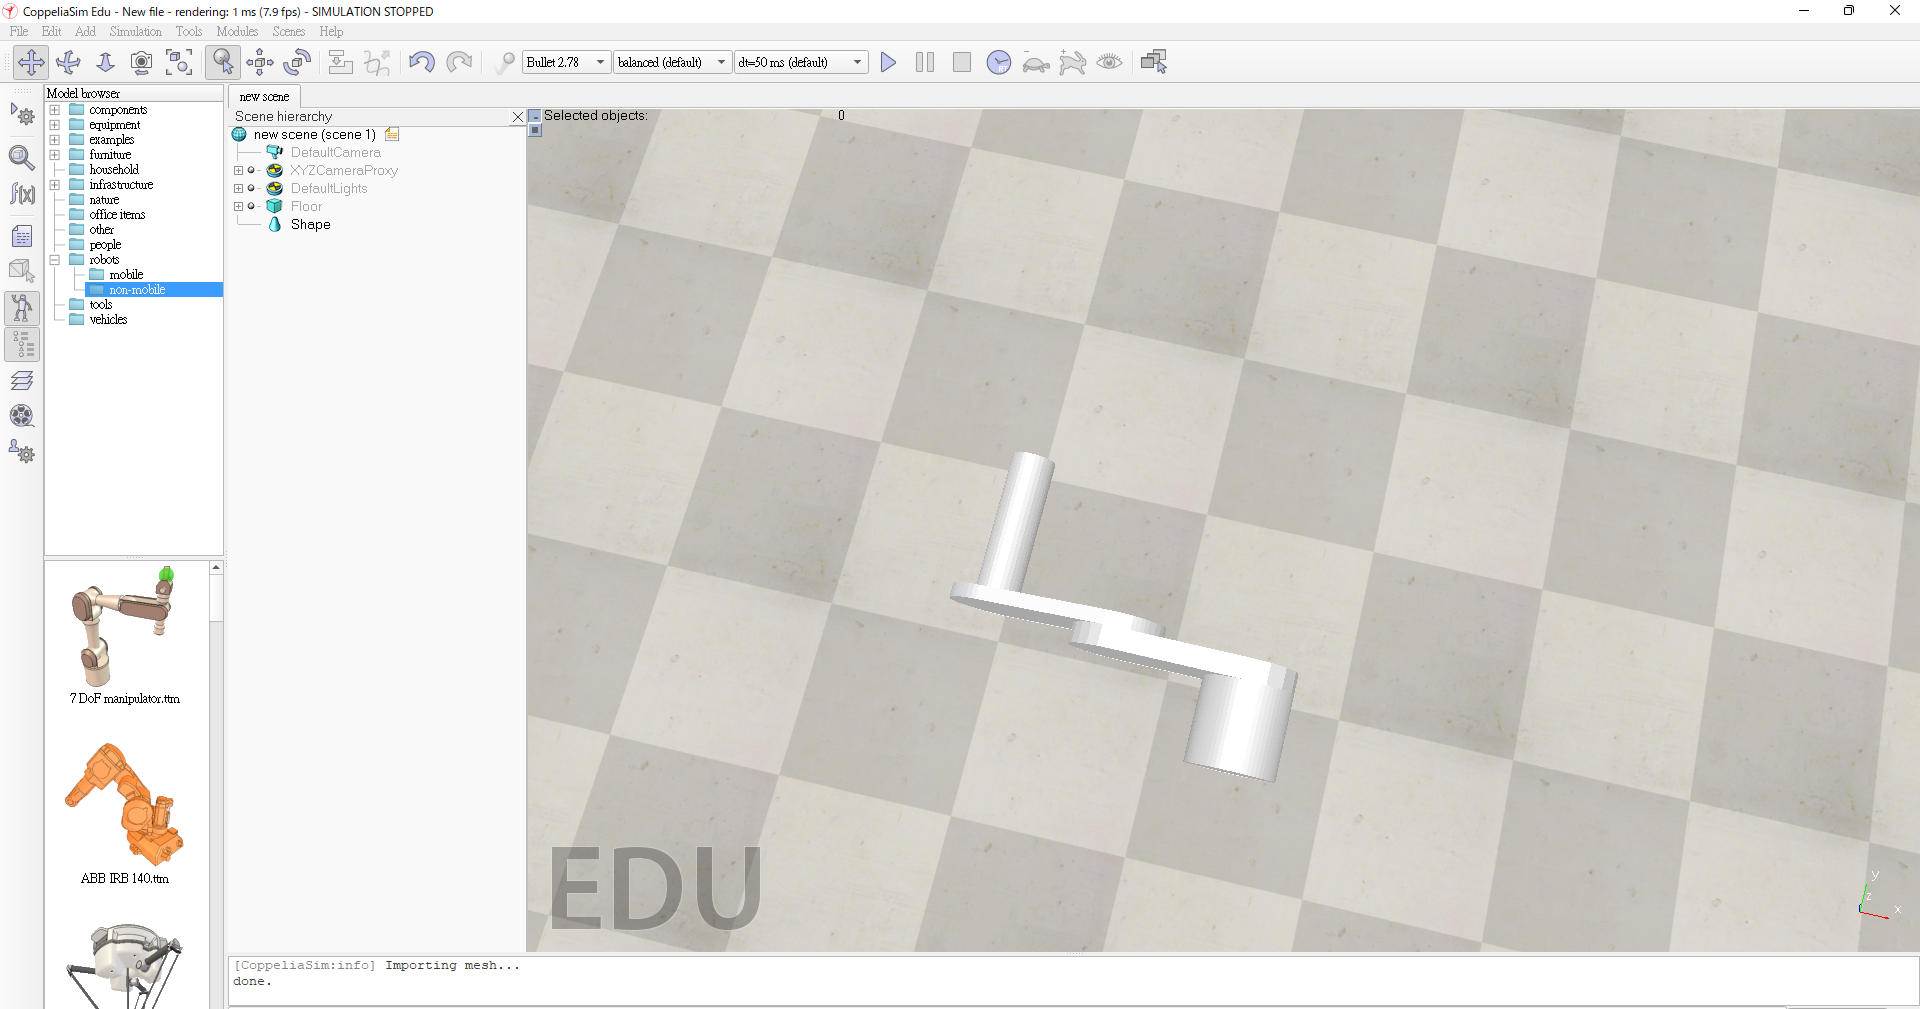 CoppeliaSim Edu - New file - rendering: 1 ms (7.9 fps) - SIMULATION STOPPED
File Edit Add Simulation Tools Modules Scenes Help
Bullet 2.78 balanced (default) dt=50 ms (default)
RT
f(x)
Model browser
components
equipment
examples
furniture
household
infrastructure
nature
office items
other
people
robots
mobile
non-mobile
tools
vehicles
7 DoF manipulator.ttm
ABB IRB 140.ttm
new scene
Scene hierarchy
new scene (scene 1)
DefaultCamera
XYZCameraProxy
DefaultLights
Floor
Shape
Selected objects: 0
EDU
y
z
x
[CoppeliaSim:info] Importing mesh...
done.